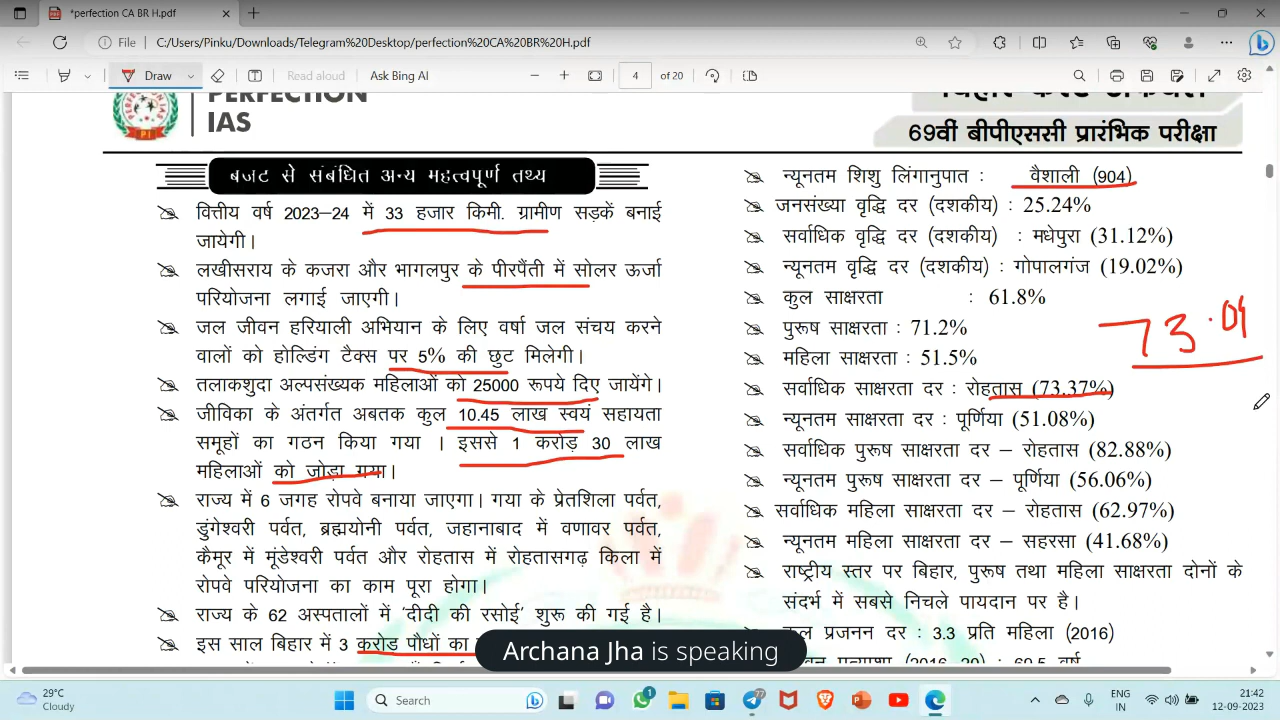 *perfection CA BR H.pdf
File C:/Users/Pinku/Downloads/Telegram%20Desktop/perfection%20CA%20BR%20H.pdf
Draw Read aloud Ask Bing AI 4 of 20
PERFECTION
IAS
PI
69वीं बीपीएससी प्रारंभिक परीक्षा
बजट से संबंधित अन्य महत्वपूर्ण तथ्य
वित्तीय वर्ष 2023–24 में 33 हजार किमी. ग्रामीण सड़कें बनाई
जायेगी।
लखीसराय के कजरा और भागलपुर के पीरपैंती में सोलर ऊर्जा
परियोजना लगाई जाएगी।
जल जीवन हरियाली अभियान के लिए वर्षा जल संचय करने
वालों को होल्डिंग टैक्स पर 5% की छुट मिलेगी।
तलाकशुदा अल्पसंख्यक महिलाओं को 25000 रूपये दिए जायेंगे।
जीविका के अंतर्गत अबतक कुल 10.45 लाख स्वयं सहायता
समूहों का गठन किया गया । इससे 1 करोड़ 30 लाख
महिलाओं को जोड़ा गया।
राज्य में 6 जगह रोपवे बनाया जाएगा। गया के प्रेतशिला पर्वत,
डुंगेश्वरी पर्वत, ब्रह्मयोनी पर्वत, जहानाबाद में वणावर पर्वत,
कैमूर में मूंडेश्वरी पर्वत और रोहतास में रोहतासगढ़ किला में
रोपवे परियोजना का काम पूरा होगा।
राज्य के 62 अस्पतालों में ‘दीदी की रसोई’ शुरू की गई है।
इस साल बिहार में 3 करोड़ पौधों का
न्यूनतम शिशु लिंगानुपात : वैशाली (904)
जनसंख्या वृद्धि दर (दशकीय) : 25.24%
सर्वाधिक वृद्धि दर (दशकीय) : मधेपुरा (31.12%)
न्यूनतम वृद्धि दर (दशकीय) : गोपालगंज (19.02%)
कुल साक्षरता : 61.8%
पुरूष साक्षरता : 71.2%
महिला साक्षरता : 51.5%
73.04
सर्वाधिक साक्षरता दर : रोहतास (73.37%)
न्यूनतम साक्षरता दर : पूर्णिया (51.08%)
सर्वाधिक पुरूष साक्षरता दर – रोहतास (82.88%)
न्यूनतम पुरूष साक्षरता दर – पूर्णिया (56.06%)
सर्वाधिक महिला साक्षरता दर – रोहतास (62.97%)
न्यूनतम महिला साक्षरता दर – सहरसा (41.68%)
राष्ट्रीय स्तर पर बिहार, पुरूष तथा महिला साक्षरता दोनों के
संदर्भ में सबसे निचले पायदान पर है।
कुल प्रजनन दर : 3.3 प्रति महिला (2016)
Archana Jha is speaking
29°C
Cloudy
Search
1
77
ENG
IN
21:42
12-09-2023